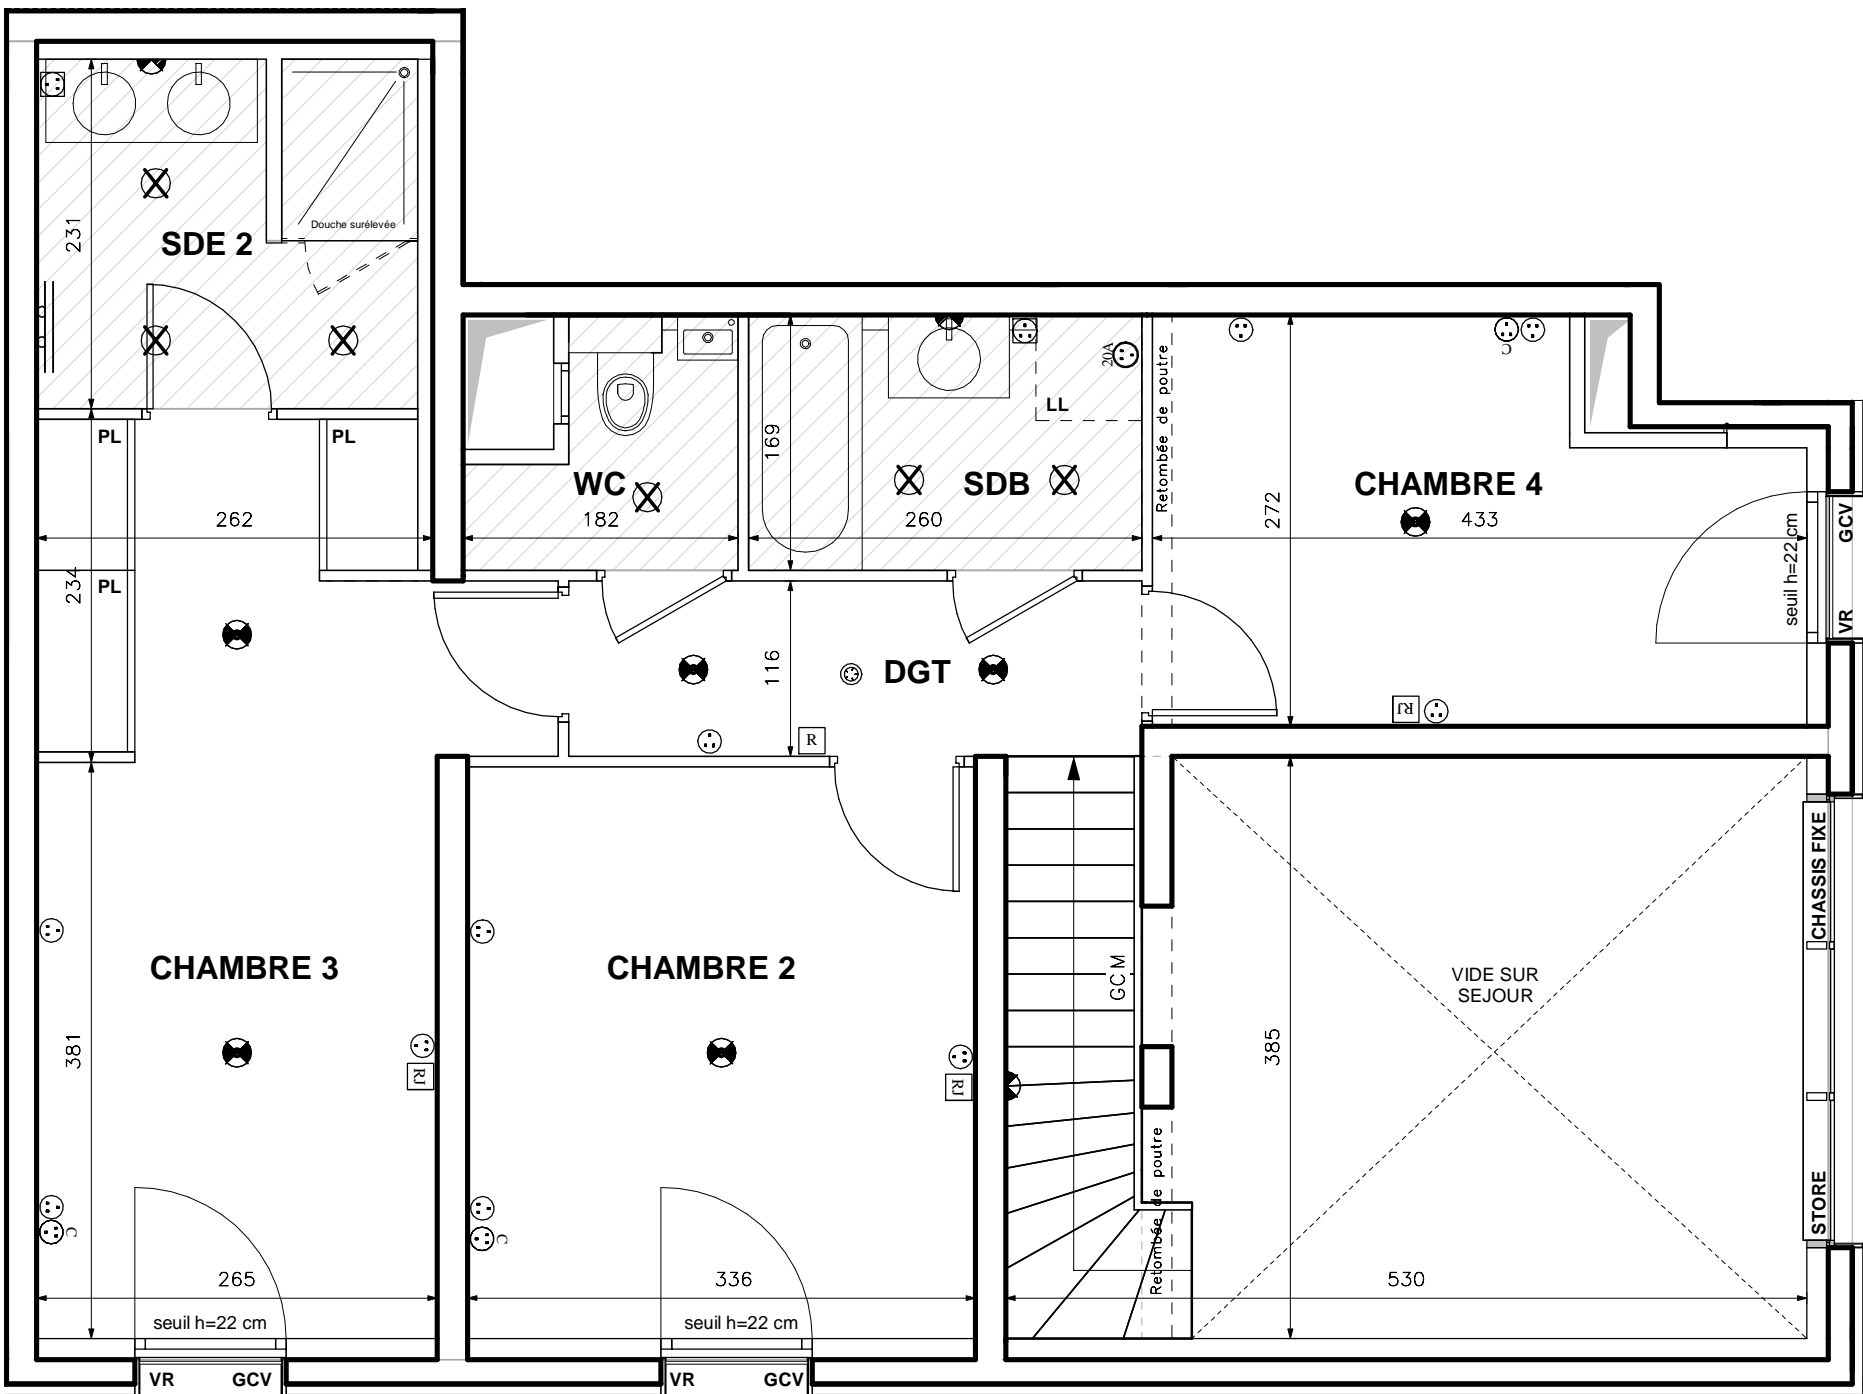 Douche surélevée
231
SDE 2
PL
PL
262
234
PL
WC
182
169
LL
20A
SDB
260
Retombée de poutre
C
CHAMBRE 4
272
433
seuil h=22 cm
GCV
VR
116
DGT
R
RJ
CHAMBRE 3
381
RJ
C
265
seuil h=22 cm
VR
GCV
CHAMBRE 2
RJ
C
336
seuil h=22 cm
VR
GCV
GCM
Retombée de poutre
385
VIDE SUR
SEJOUR
530
CHASSIS FIXE
STORE